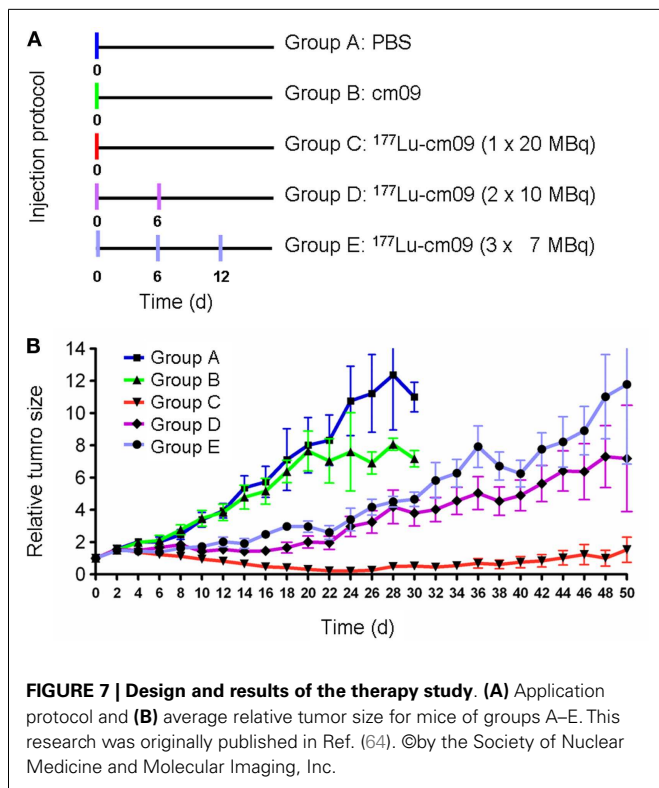 A
Injection protocol
Group A: PBS
0
Group B: cm09
0
Group C: ¹⁷⁷Lu-cm09 (1 x 20 MBq)
0
Group D: ¹⁷⁷Lu-cm09 (2 x 10 MBq)
0 6
Group E: ¹⁷⁷Lu-cm09 (3 x 7 MBq)
0 6 12
Time (d)
B
Relative tumro size
14
12
10
8
6
4
2
0
Group A
Group B
Group C
Group D
Group E
0 2 4 6 8 10 12 14 16 18 20 22 24 26 28 30 32 34 36 38 40 42 44 46 48 50
Time (d)
FIGURE 7 | Design and results of the therapy study. (A) Application
protocol and (B) average relative tumor size for mice of groups A–E. This
research was originally published in Ref. (64). ©by the Society of Nuclear
Medicine and Molecular Imaging, Inc.